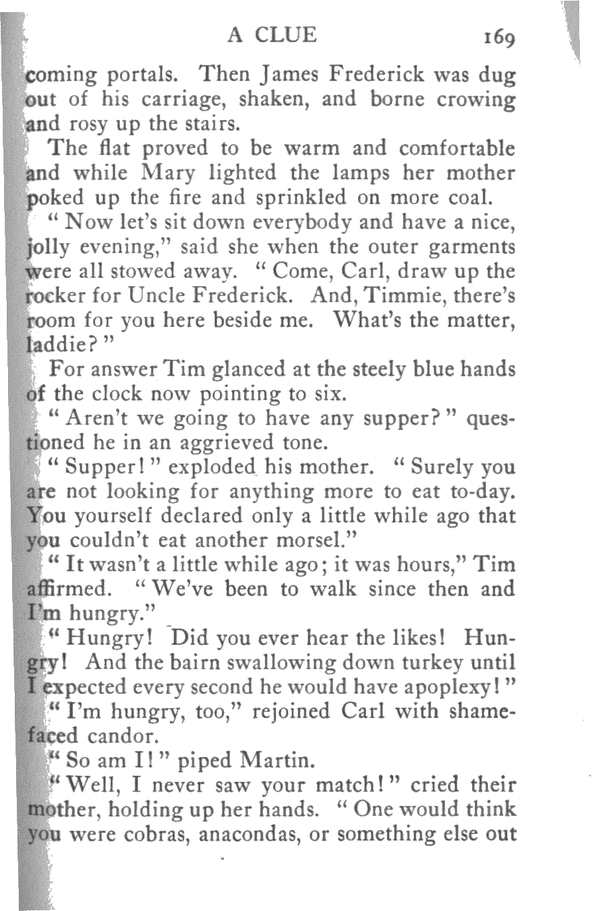 A CLUE 169
coming portals. Then James Frederick was dug
out of his carriage, shaken, and borne crowing
and rosy up the stairs.
The flat proved to be warm and comfortable
and while Mary lighted the lamps her mother
poked up the fire and sprinkled on more coal.
“ Now let's sit down everybody and have a nice,
jolly evening,” said she when the outer garments
were all stowed away. “ Come, Carl, draw up the
rocker for Uncle Frederick. And, Timmie, there's
room for you here beside me. What's the matter,
laddie? ”
For answer Tim glanced at the steely blue hands
of the clock now pointing to six.
“ Aren't we going to have any supper? ” ques-
tioned he in an aggrieved tone.
“ Supper! ” exploded his mother. “ Surely you
are not looking for anything more to eat to-day.
You yourself declared only a little while ago that
you couldn't eat another morsel.”
“ It wasn't a little while ago; it was hours,” Tim
affirmed. “ We've been to walk since then and
I'm hungry.”
“ Hungry! Did you ever hear the likes! Hun-
gry! And the bairn swallowing down turkey until
I expected every second he would have apoplexy! ”
“ I'm hungry, too,” rejoined Carl with shame-
faced candor.
“ So am I! ” piped Martin.
“ Well, I never saw your match! ” cried their
mother, holding up her hands. “ One would think
you were cobras, anacondas, or something else out